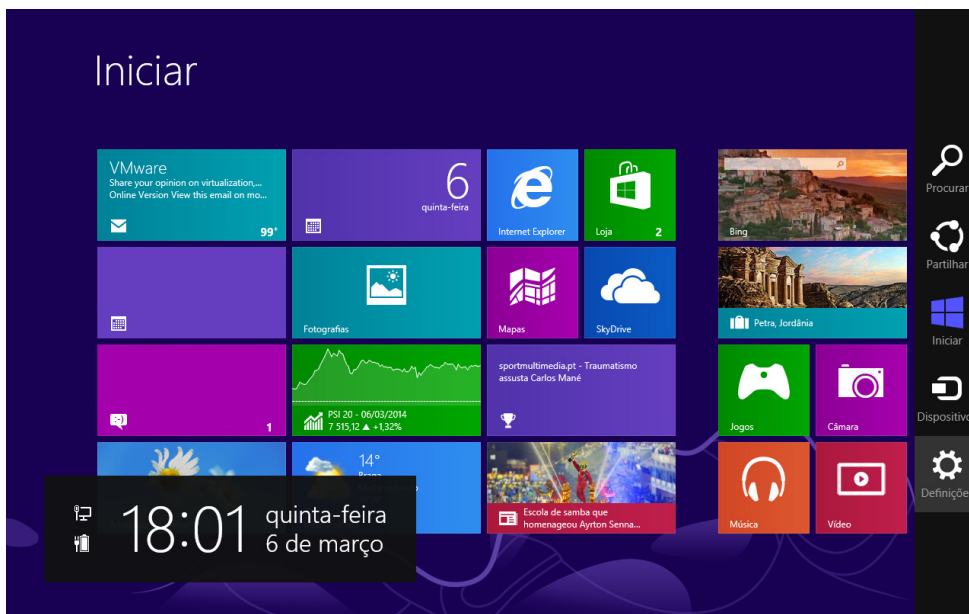 Iniciar
VMware
Share your opinion on virtualization,...
Online Version View this email on mo...
99+
6
quinta-feira
Internet Explorer
Loja
2
Bing
Fotografias
Mapas
SkyDrive
Petra, Jordânia
1
PSI 20 - 06/03/2014
7 515,12 ▲ +1,32%
sportmultimedia.pt - Traumatismo
assusta Carlos Mané
Jogos
Câmara
14°
Braga
Escola de samba que
homenageou Ayrton Senna...
Música
Vídeo
18:01
quinta-feira
6 de março
Procurar
Partilhar
Iniciar
Dispositivo
Definiçõe